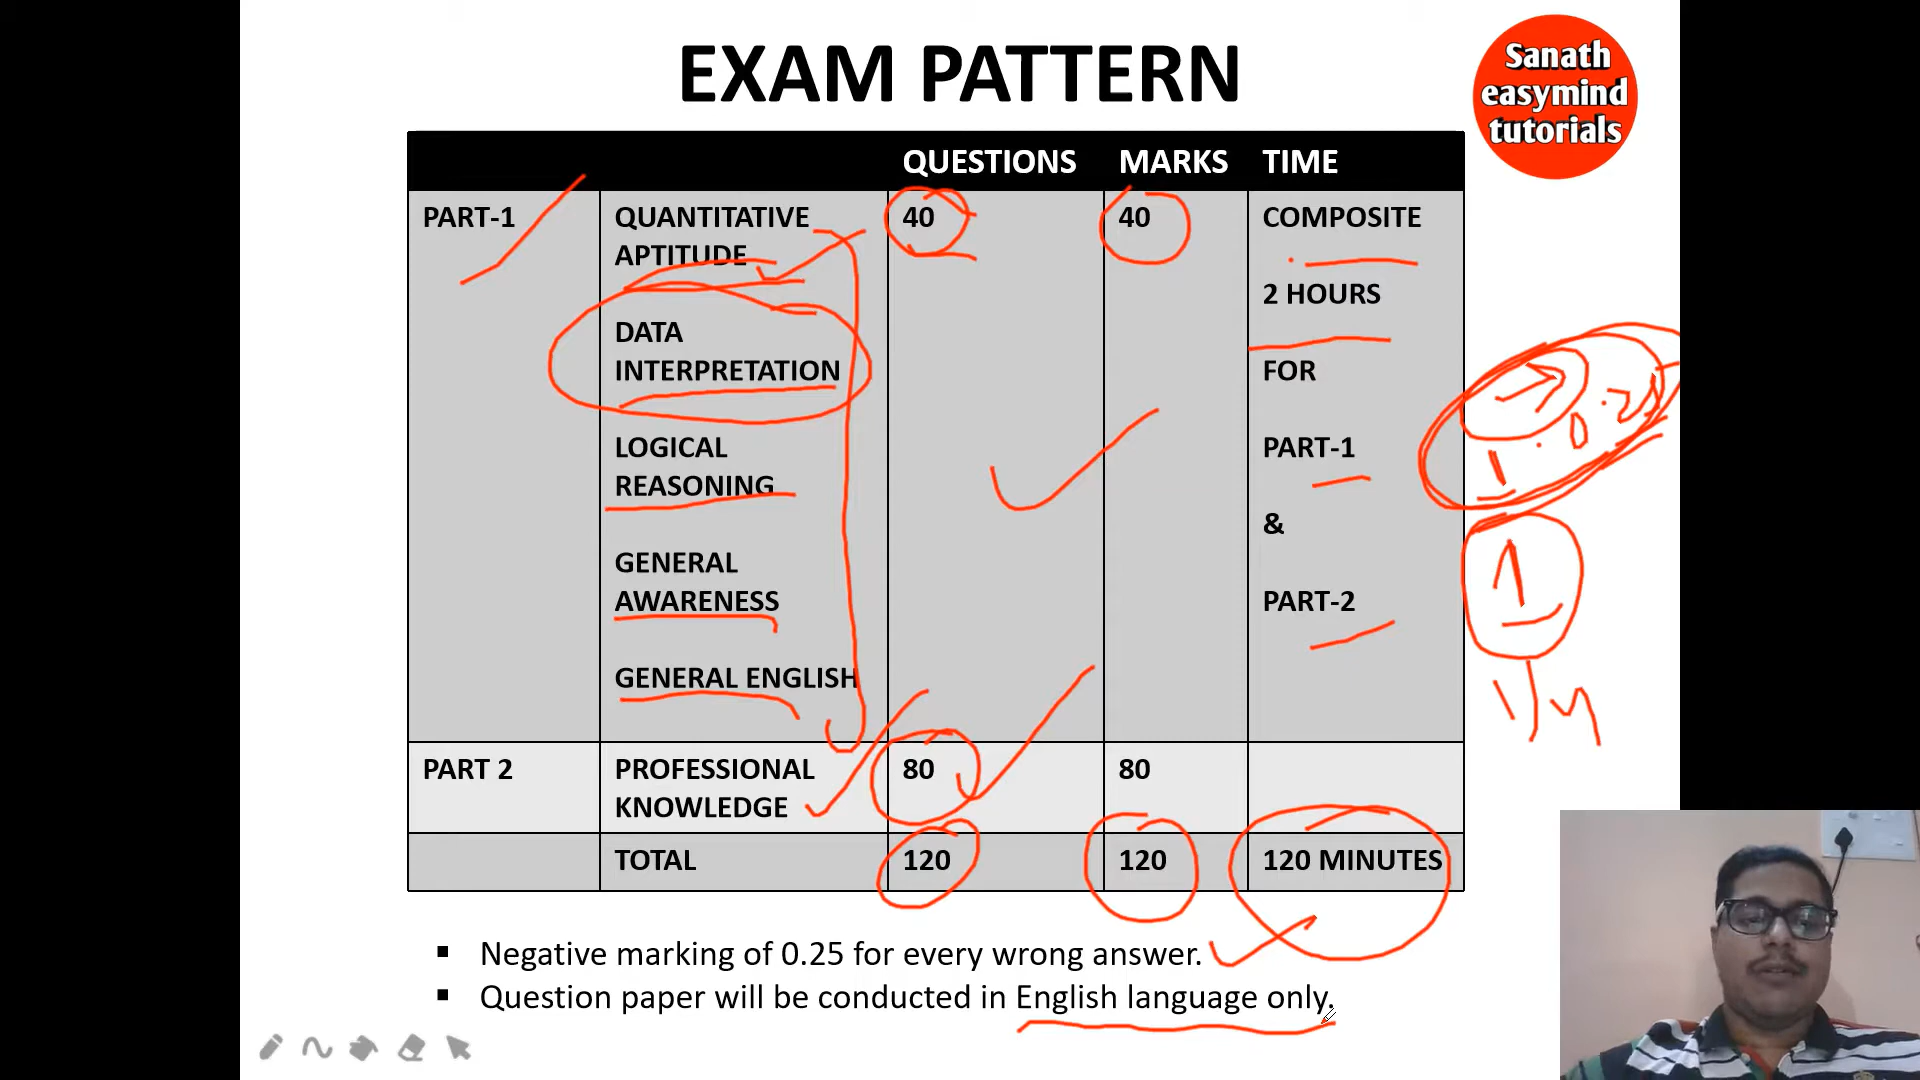 EXAM PATTERN
Sanath
easymind
tutorials
QUESTIONS MARKS TIME
PART-1
QUANTITATIVE
APTITUDE
DATA
INTERPRETATION
LOGICAL
REASONING
GENERAL
AWARENESS
GENERAL ENGLISH
40
40
COMPOSITE
2 HOURS
FOR
PART-1
&
PART-2
PART 2
PROFESSIONAL
KNOWLEDGE
80
80
TOTAL
120
120
120 MINUTES
1
▪ Negative marking of 0.25 for every wrong answer.
▪ Question paper will be conducted in English language only.